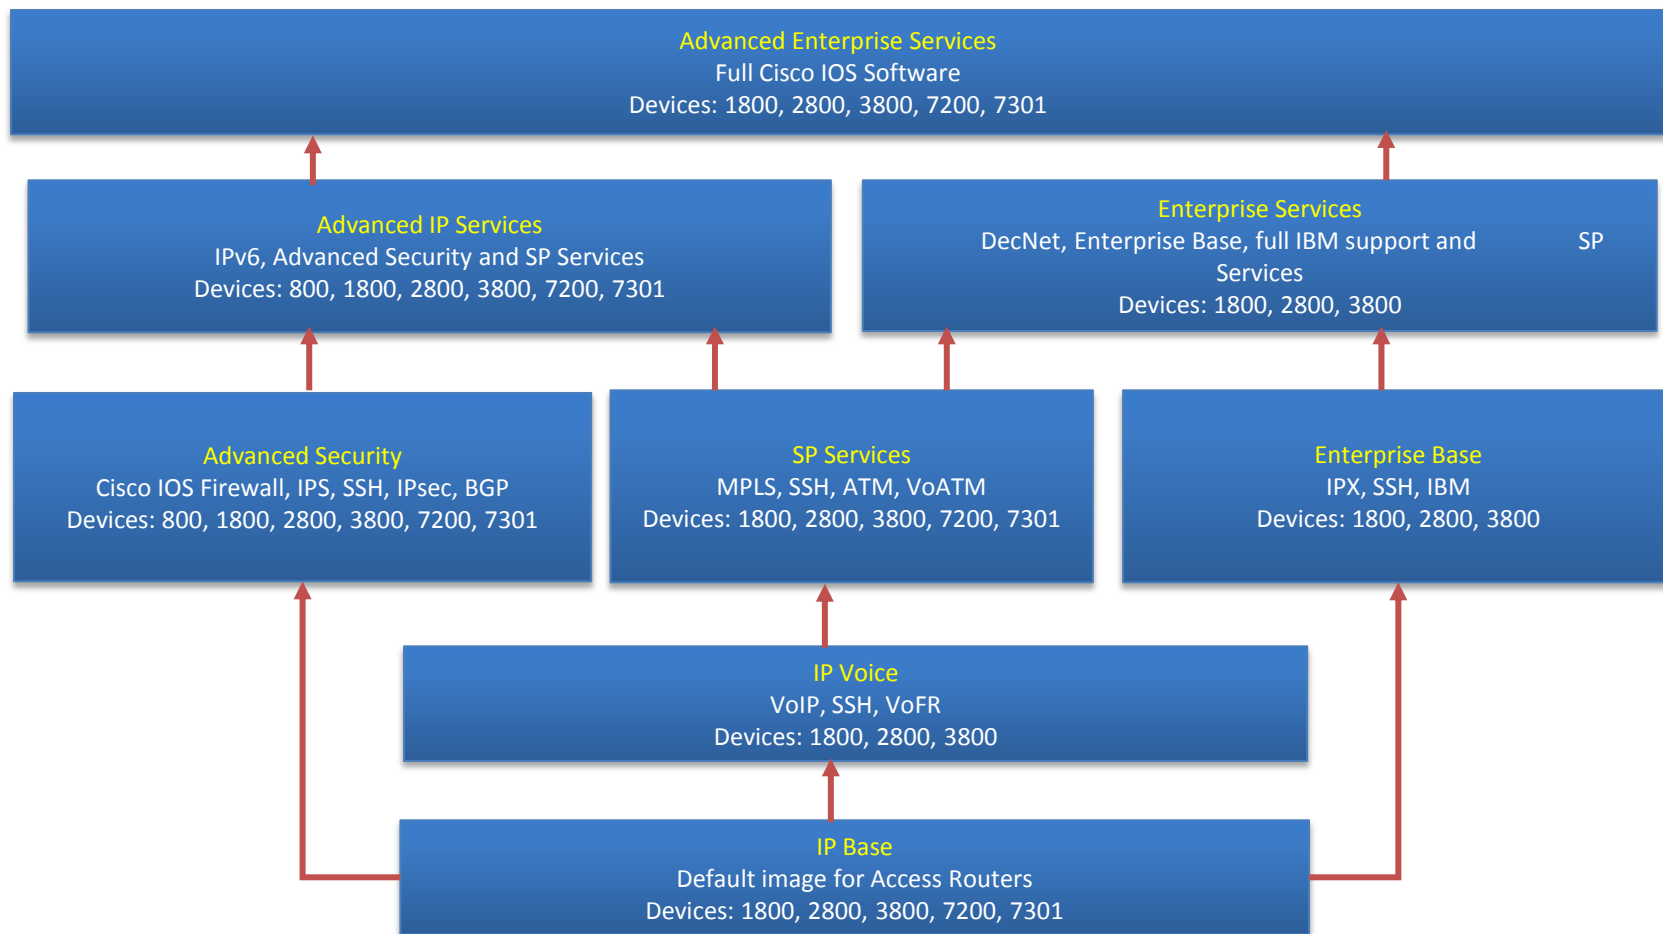 Advanced Enterprise Services
Full Cisco IOS Software
Devices: 1800, 2800, 3800, 7200, 7301
Advanced IP Services
IPv6, Advanced Security and SP Services
Devices: 800, 1800, 2800, 3800, 7200, 7301
Enterprise Services
DecNet, Enterprise Base, full IBM support and SP
Services
Devices: 1800, 2800, 3800
Advanced Security
Cisco IOS Firewall, IPS, SSH, IPsec, BGP
Devices: 800, 1800, 2800, 3800, 7200, 7301
SP Services
MPLS, SSH, ATM, VoATM
Devices: 1800, 2800, 3800, 7200, 7301
Enterprise Base
IPX, SSH, IBM
Devices: 1800, 2800, 3800
IP Voice
VoIP, SSH, VoFR
Devices: 1800, 2800, 3800
IP Base
Default image for Access Routers
Devices: 1800, 2800, 3800, 7200, 7301